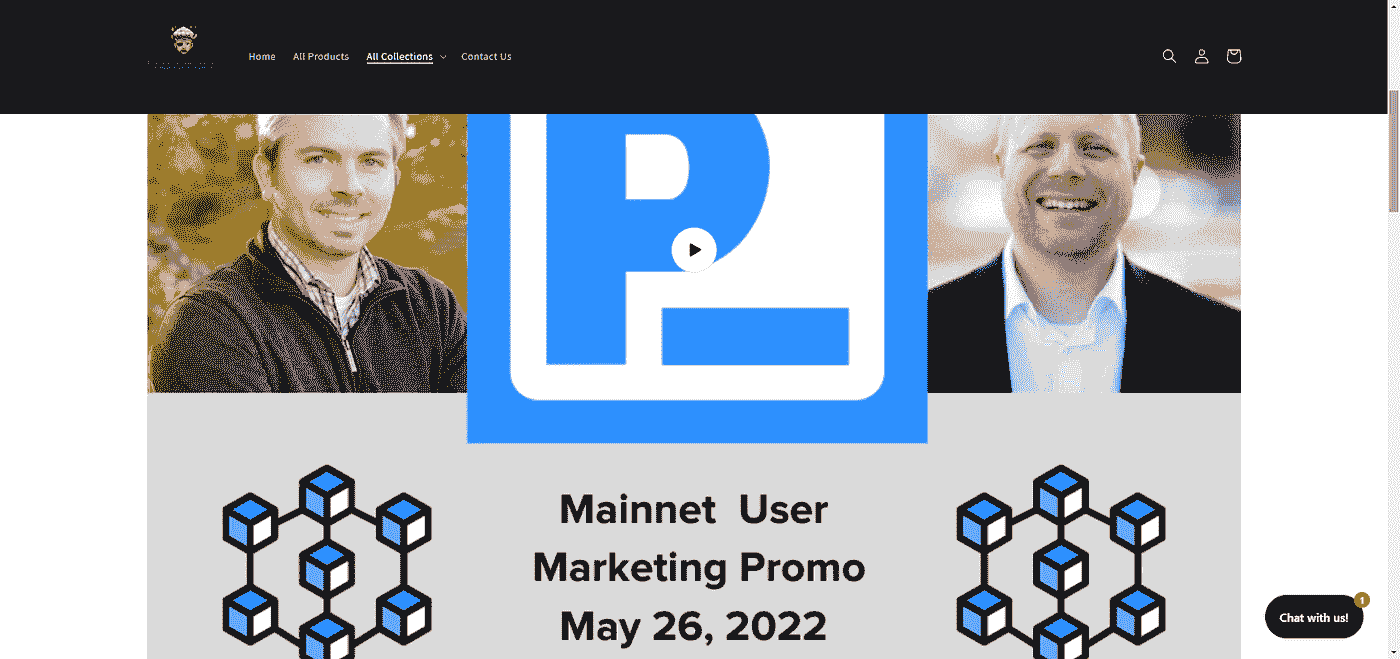 Home All Products All Collections Contact Us
Mainnet User
Marketing Promo
May 26, 2022
1
Chat with us!